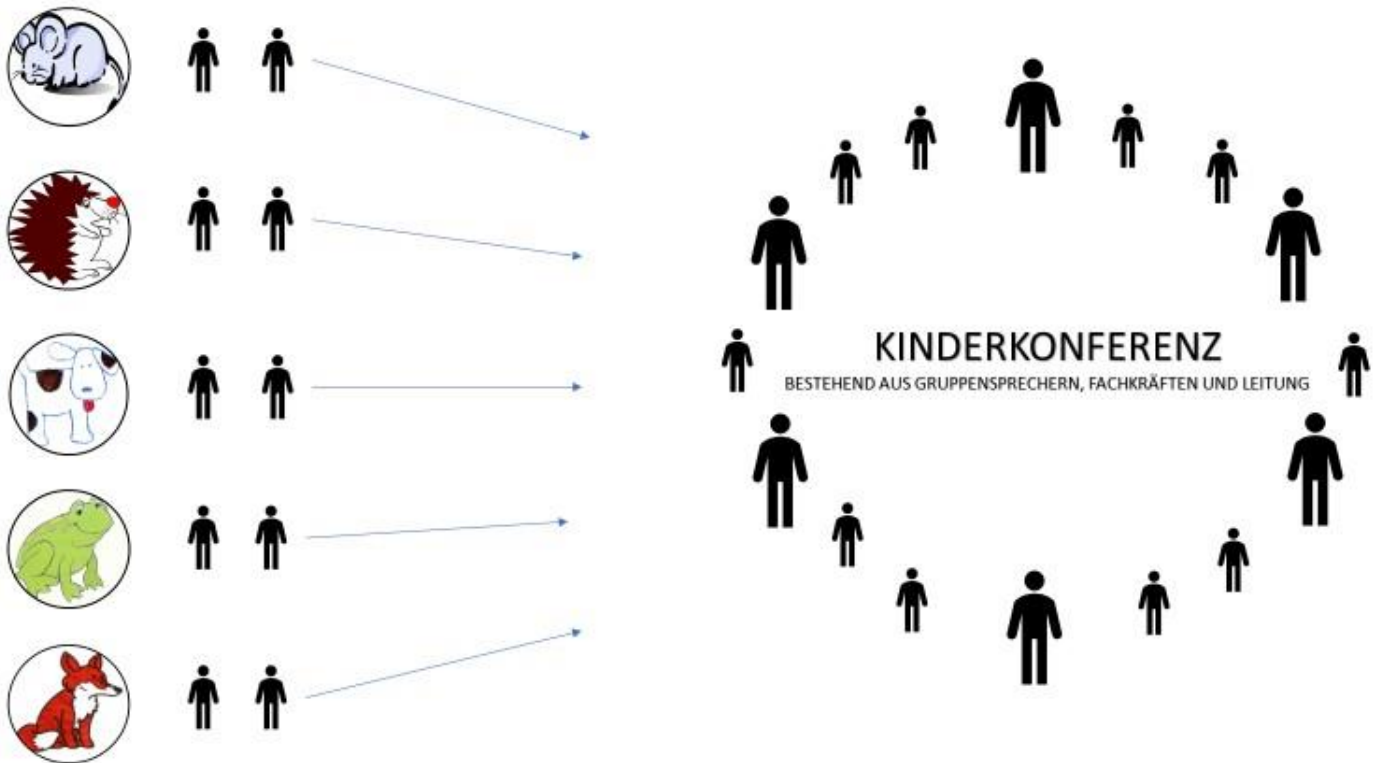 KINDERKONFERENZ
BESTEHEND AUS GRUPPENSPRECHERN, FACHKRÄFTEN UND LEITUNG